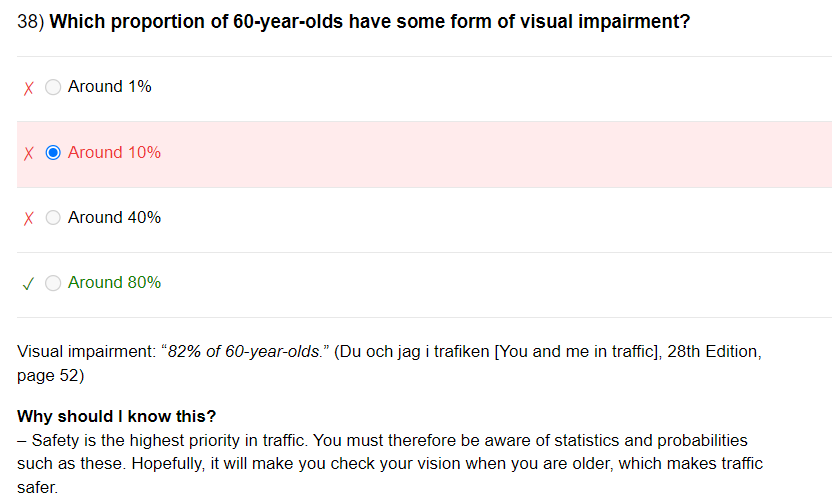 38) Which proportion of 60-year-olds have some form of visual impairment?
✗ Around 1%
✗ Around 10%
✗ Around 40%
✓ Around 80%
Visual impairment: “82% of 60-year-olds.” (Du och jag i trafiken [You and me in traffic], 28th Edition,
page 52)
Why should I know this?
– Safety is the highest priority in traffic. You must therefore be aware of statistics and probabilities
such as these. Hopefully, it will make you check your vision when you are older, which makes traffic
safer.